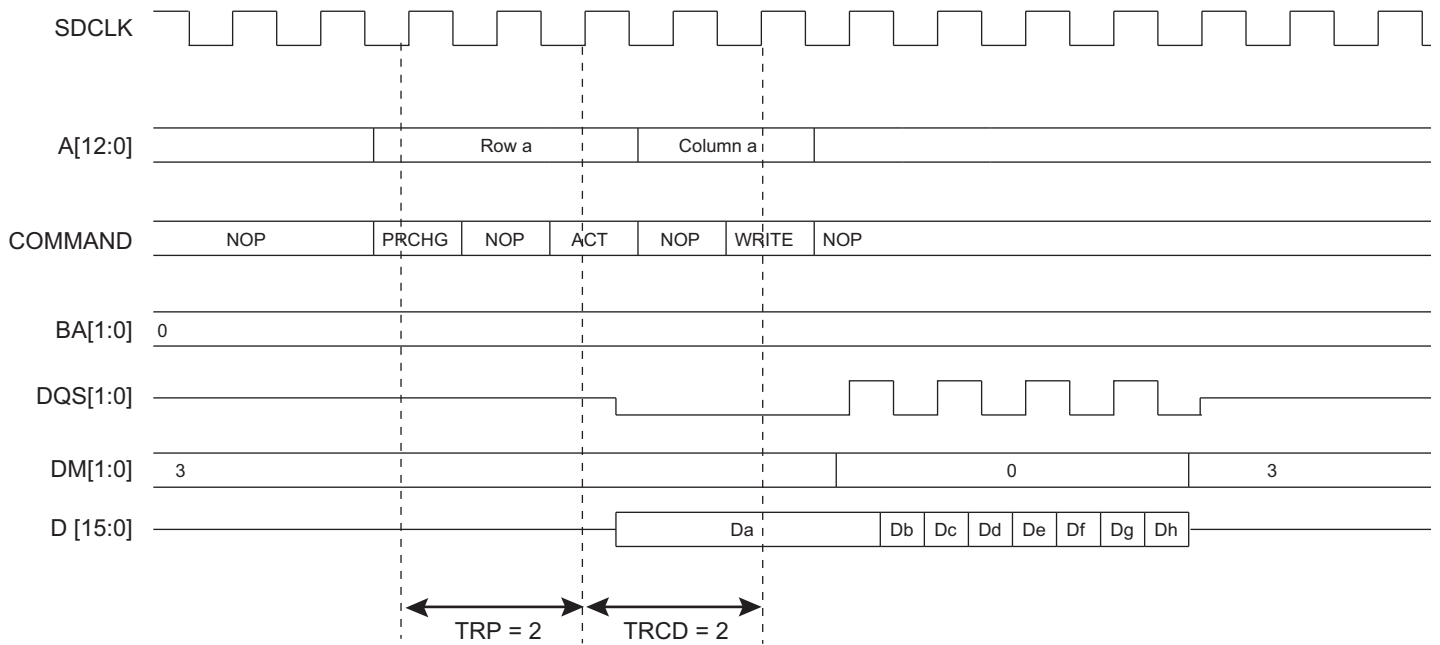 SDCLK
A[12:0] Row a Column a
COMMAND NOP PRCHG NOP ACT NOP WRITE NOP
BA[1:0] 0
DQS[1:0]
DM[1:0] 3 0 3
D [15:0] Da Db Dc Dd De Df Dg Dh
TRP = 2 TRCD = 2